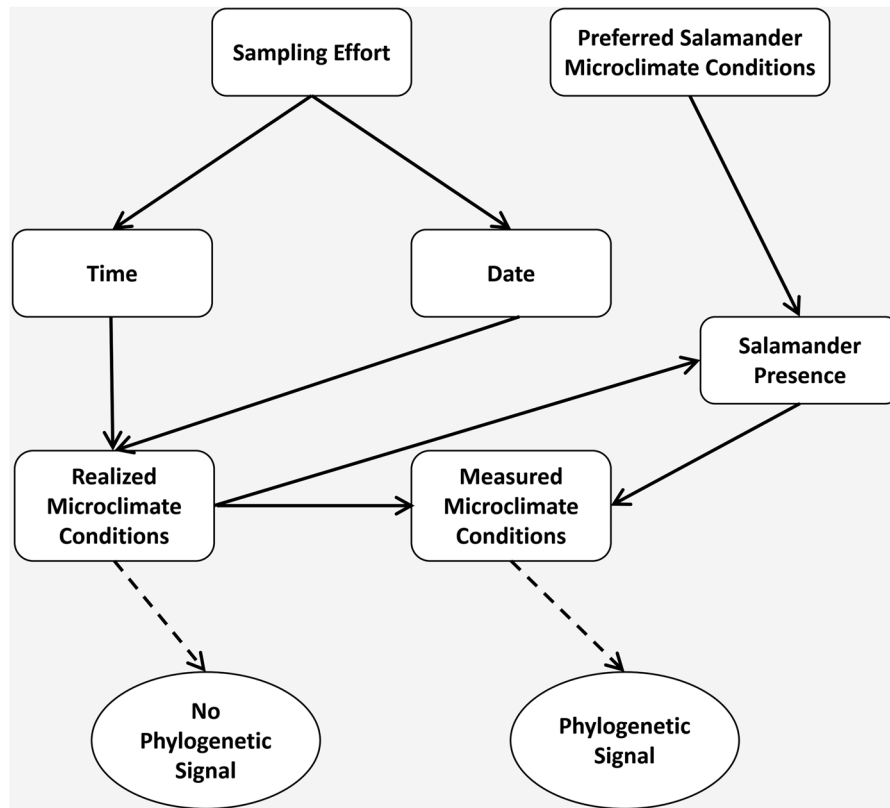 Sampling Effort
Preferred Salamander
Microclimate Conditions
Time
Date
Salamander
Presence
Realized
Microclimate
Conditions
Measured
Microclimate
Conditions
No
Phylogenetic
Signal
Phylogenetic
Signal